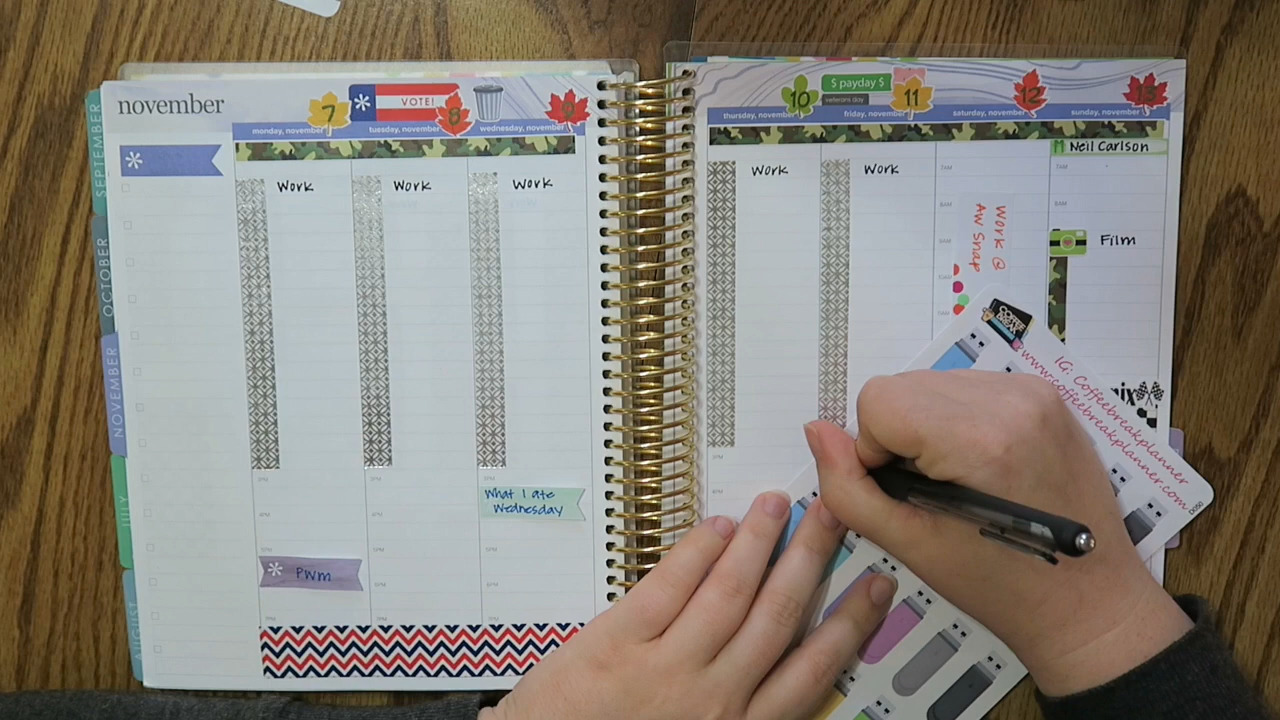 november
7
VOTE!
8
9
monday, november
tuesday, november
wednesday, november
Work
Work
Work
What I ate
Wednesday
PWM
SEPTEMBER
OCTOBER
NOVEMBER
JULY
AUGUST
10
$ payday $
veterans day
11
12
13
thursday, november
friday, november
saturday, november
sunday, november
Neil Carlson
Work
Work
Work @
AW Snap
Film
COFFEE
BREAK
IG: Coffeebreakplanner
www.coffeebreakplanner.com